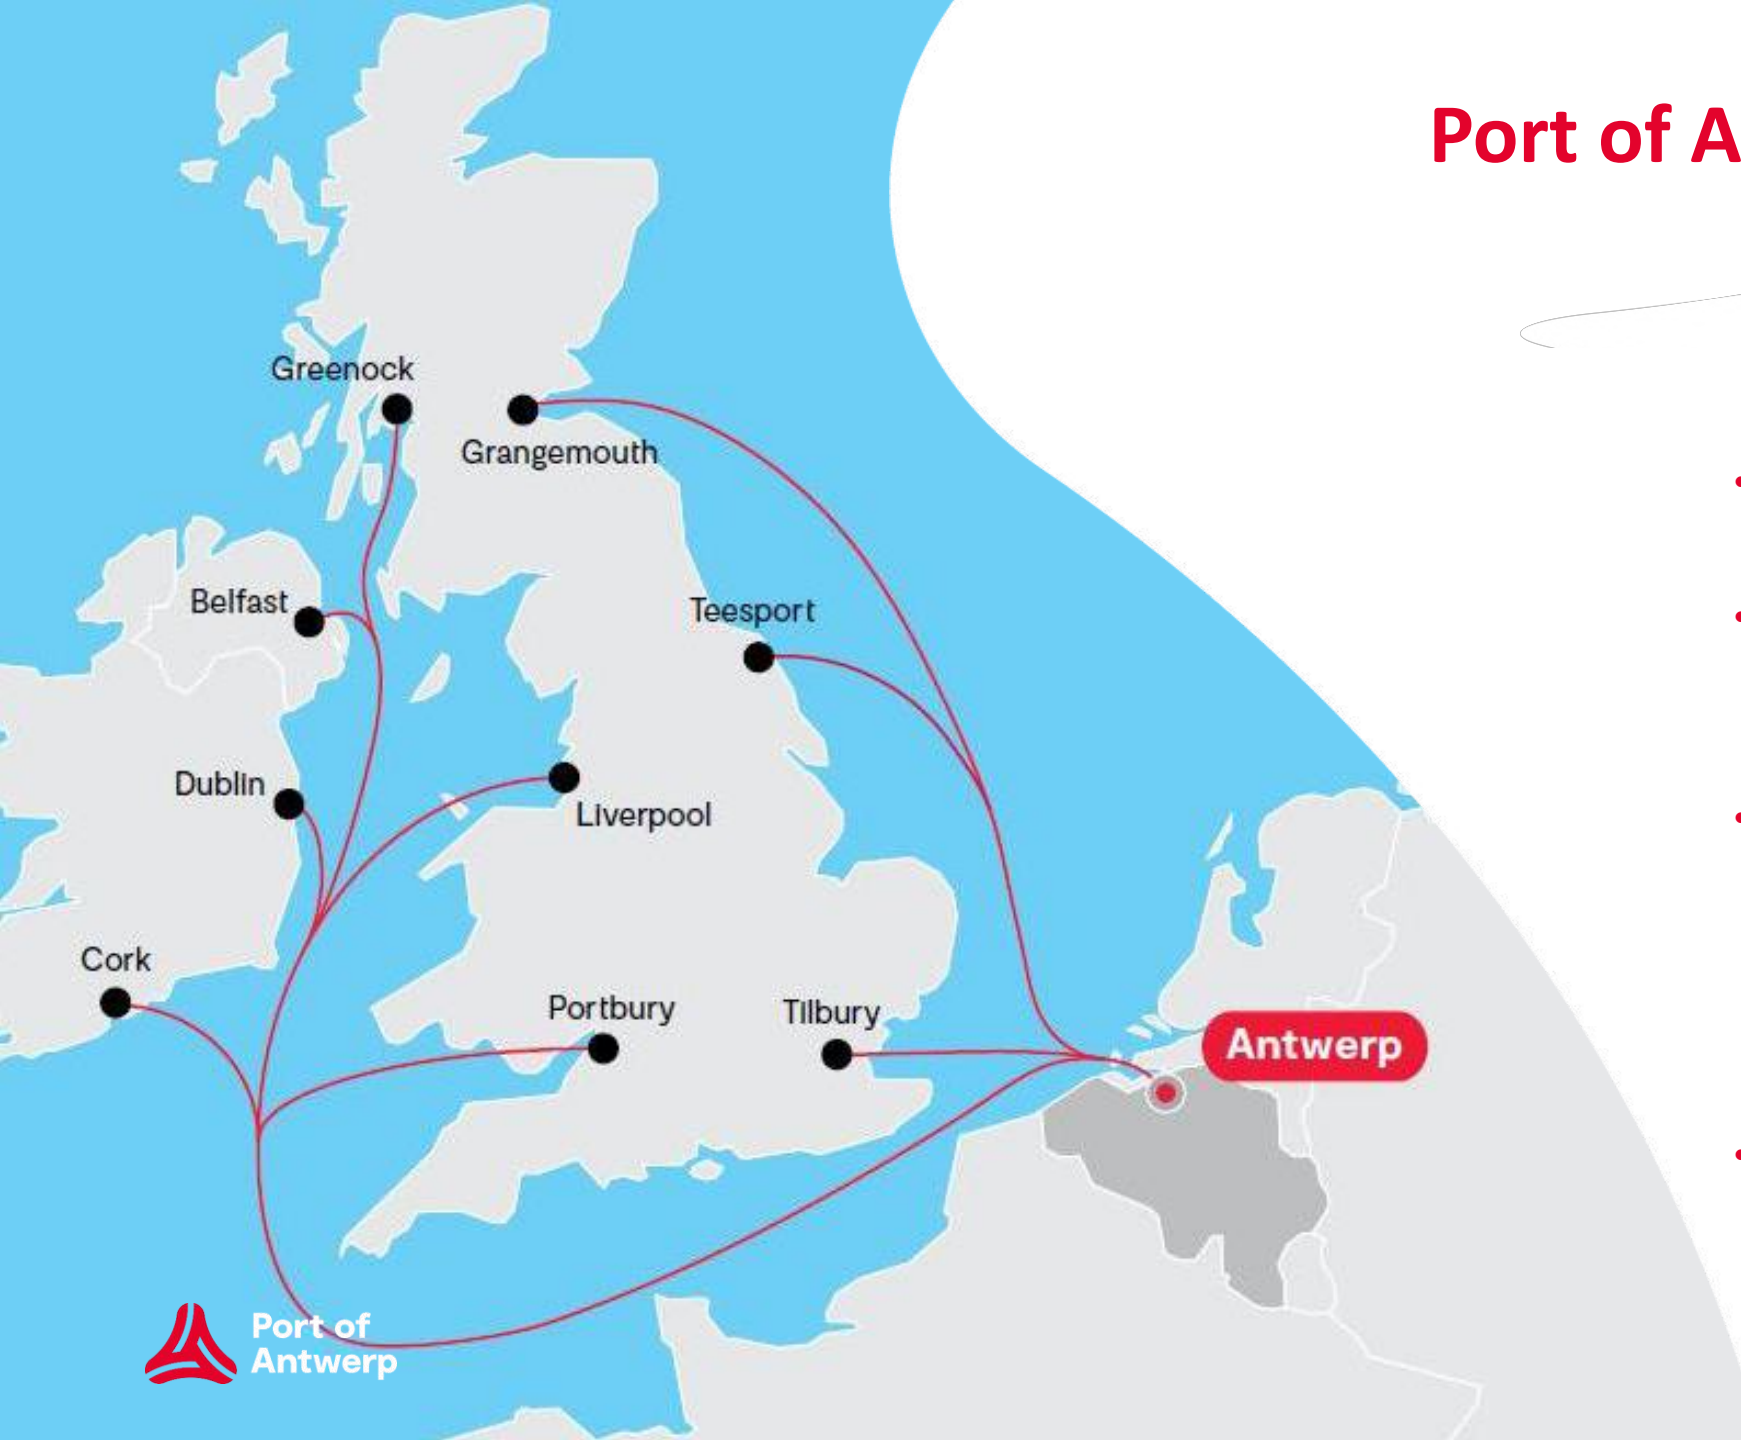 Port of A
Greenock
Grangemouth
Belfast
Teesport
Dublin
Liverpool
Cork
Portbury
Tilbury
Antwerp
Port of
Antwerp